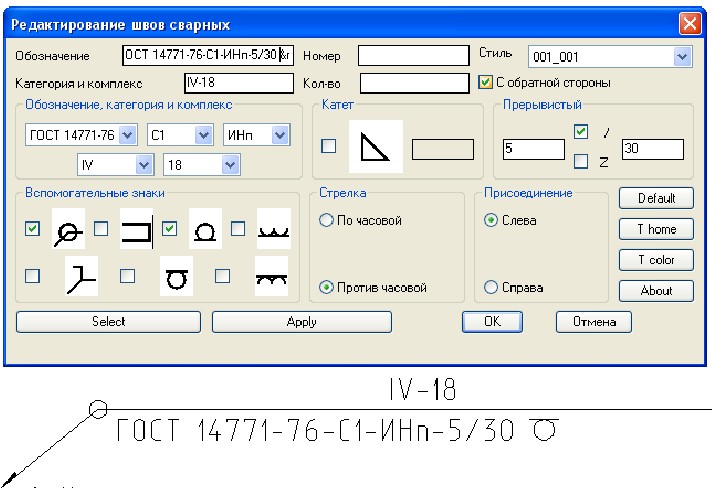 Редактирование швов сварных
Обозначение ОСТ 14771-76-С1-ИНп-5/30 &r Номер Стиль 001_001
Категория и комплекс IV-18 Кол-во С обратной стороны
Обозначение, категория и комплекс Катет Прерывистый
ГОСТ 14771-76 С1 ИНп 5 / 30
IV 18 Z
Вспомогательные знаки Стрелка Присоединение Default
По часовой Слева T home
T color
Против часовой Справа About
Select Apply OK Отмена
IV-18
ГОСТ 14771-76-С1-ИНп-5/30